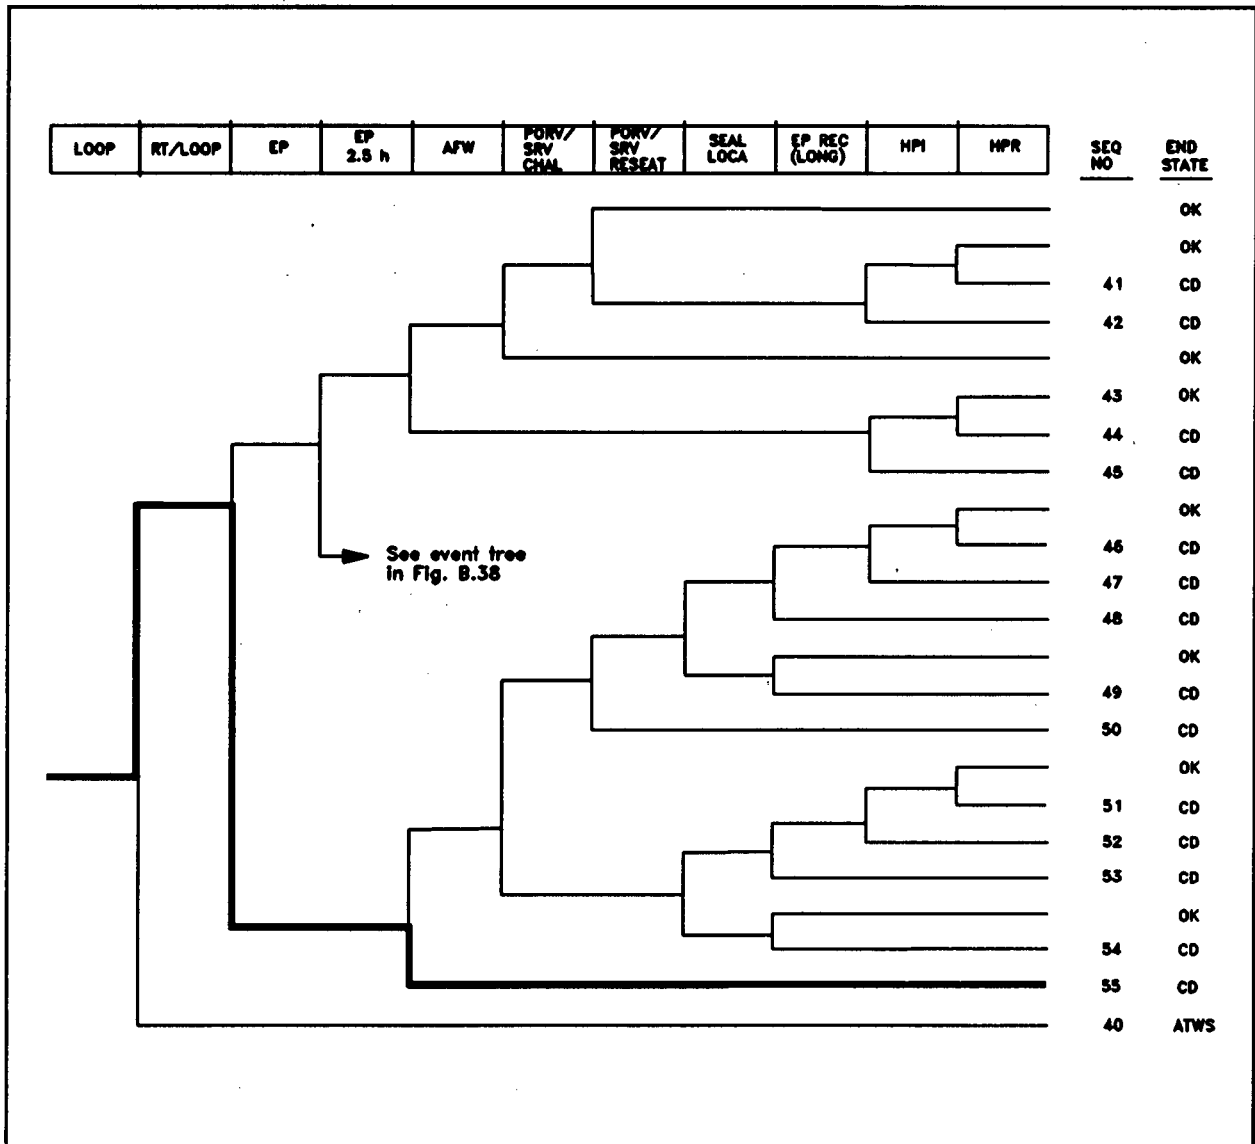 LOOP RT/LOOP EP EP 2.5 h AFW PORV/ SRV CHAL PORV/ SRV RESEAT SEAL LOCA EP REC (LONG) HPI HPR SEQ NO END STATE
OK
OK
41 CD
42 CD
OK
43 OK
44 CD
45 CD
OK
46 CD
See event tree
in Fig. B.38
47 CD
48 CD
OK
49 CD
50 CD
OK
51 CD
52 CD
53 CD
OK
54 CD
55 CD
40 ATWS